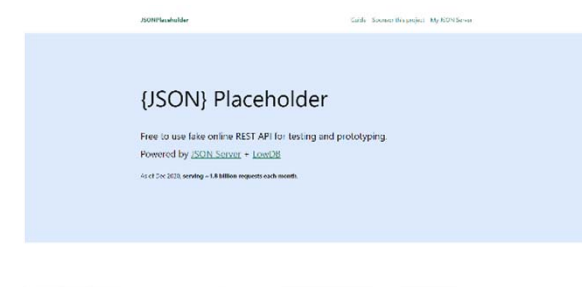 JSONPlaceholder
Guide Sponsor this project My JSON Server
{JSON} Placeholder
Free to use fake online REST API for testing and prototyping.
Powered by JSON Server + LowDB
As of Dec 2020, serving ~1.8 billion requests each month.